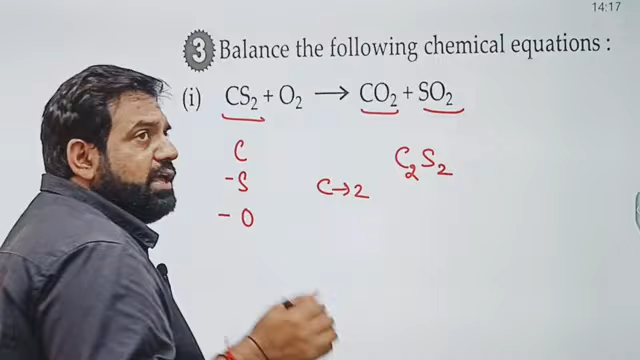 14:17
3 Balance the following chemical equations :
(i) CS₂ + O₂ → CO₂ + SO₂
C
- S
- O
C → 2
C₂S₂